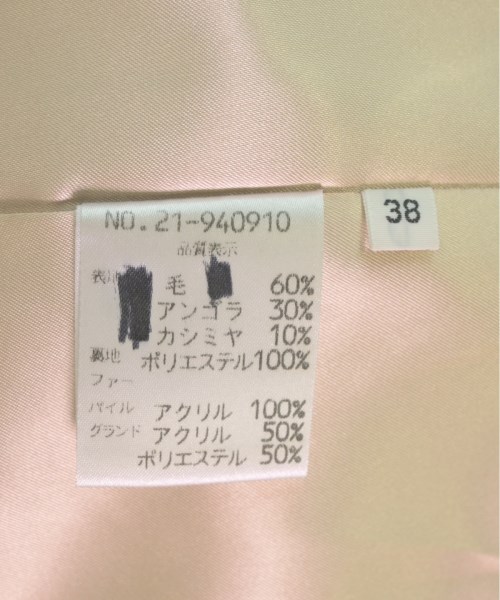 NO.21-940910
38
品質表示
表地 毛 60%
アンゴラ 30%
カシミヤ 10%
裏地 ポリエステル100%
ファー
パイル アクリル 100%
グランド アクリル 50%
ポリエステル 50%